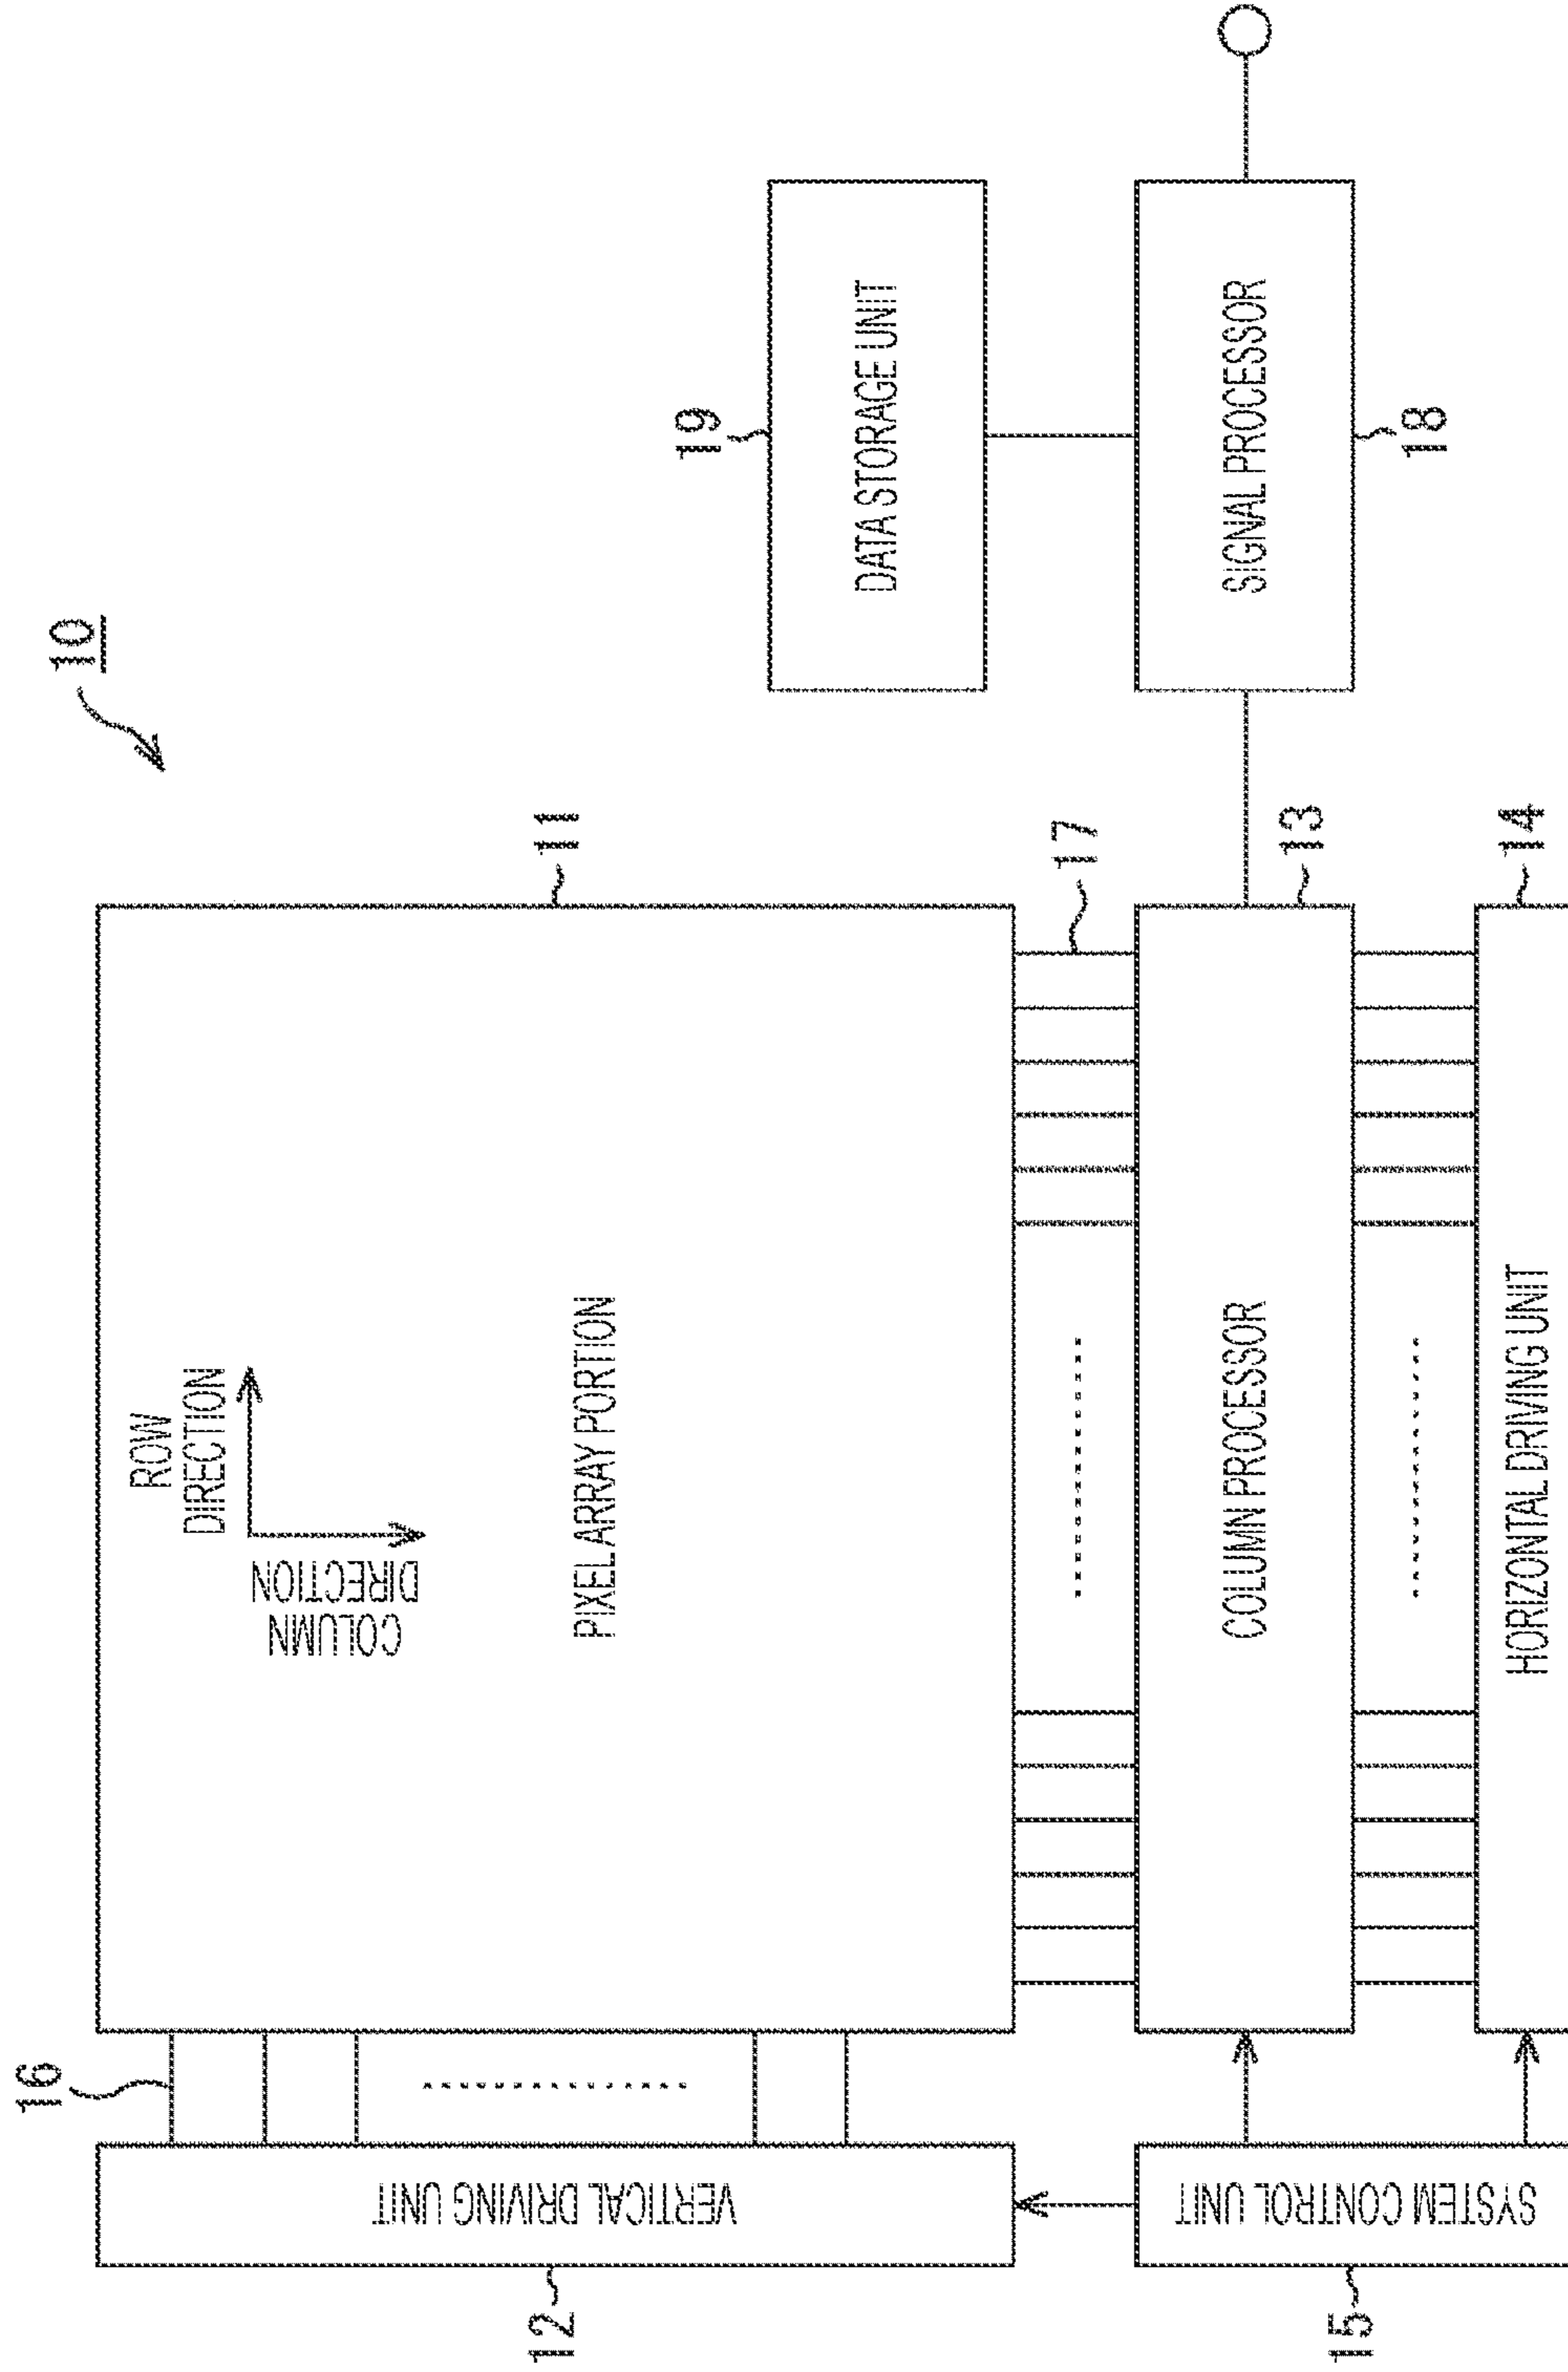 10
16
ROW
DIRECTION
COLUMN
DIRECTION
11
PIXEL ARRAY PORTION
12
VERTICAL DRIVING UNIT
19
DATA STORAGE UNIT
17
15
SYSTEM CONTROL UNIT
COLUMN PROCESSOR
13
SIGNAL PROCESSOR
18
HORIZONTAL DRIVING UNIT
14